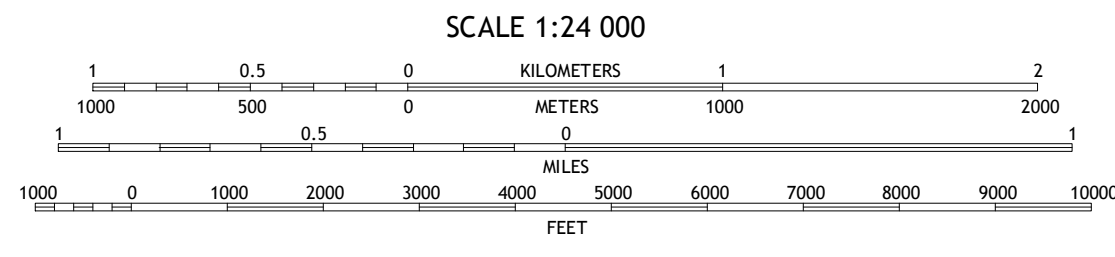 SCALE 1:24 000
1 0.5 0 KILOMETERS 1 2
1000 500 0 METERS 1000 2000
1 0.5 0 1
MILES
1000 0 1000 2000 3000 4000 5000 6000 7000 8000 9000 10000
FEET